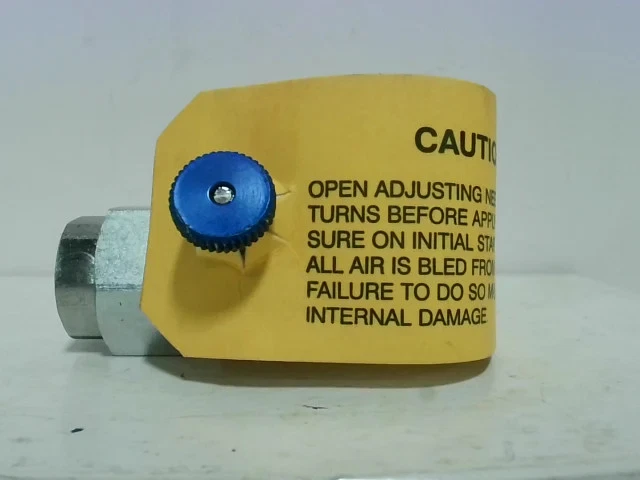 CAUTIO
OPEN ADJUSTING NE
TURNS BEFORE APPL
SURE ON INITIAL STA
ALL AIR IS BLED FROM
FAILURE TO DO SO M
INTERNAL DAMAGE